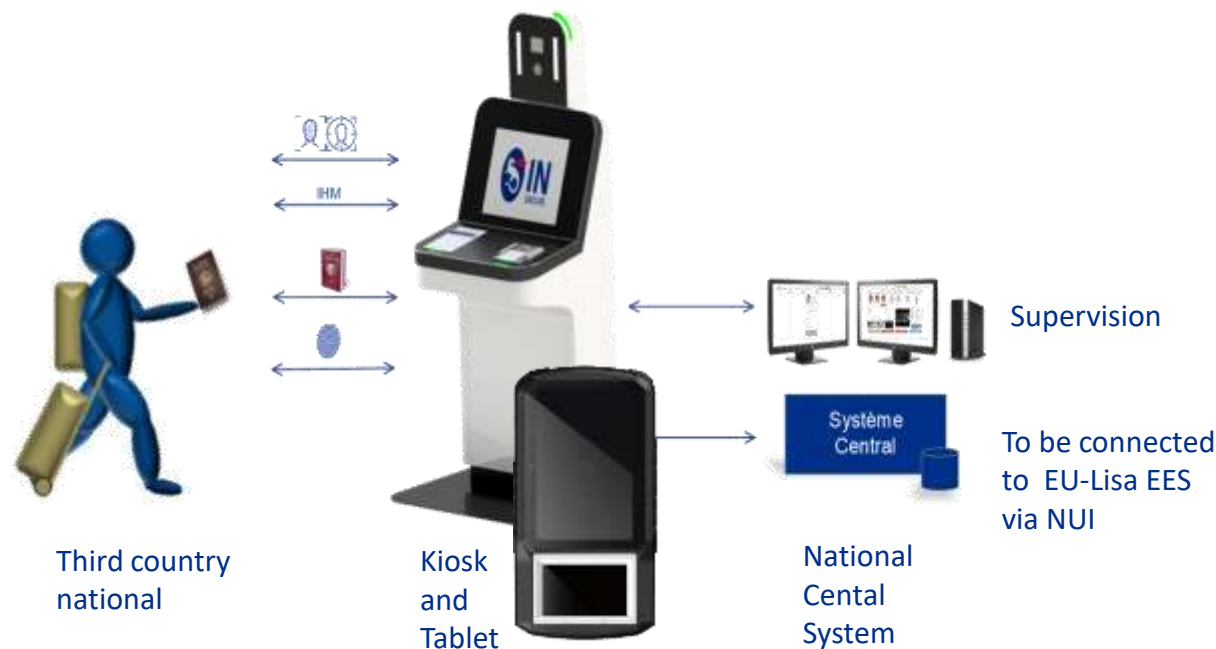 IHM
IN
GROUPE
Supervision
Système
Central
To be connected
to EU-Lisa EES
via NUI
Third country
national
Kiosk
and
Tablet
National
Cental
System